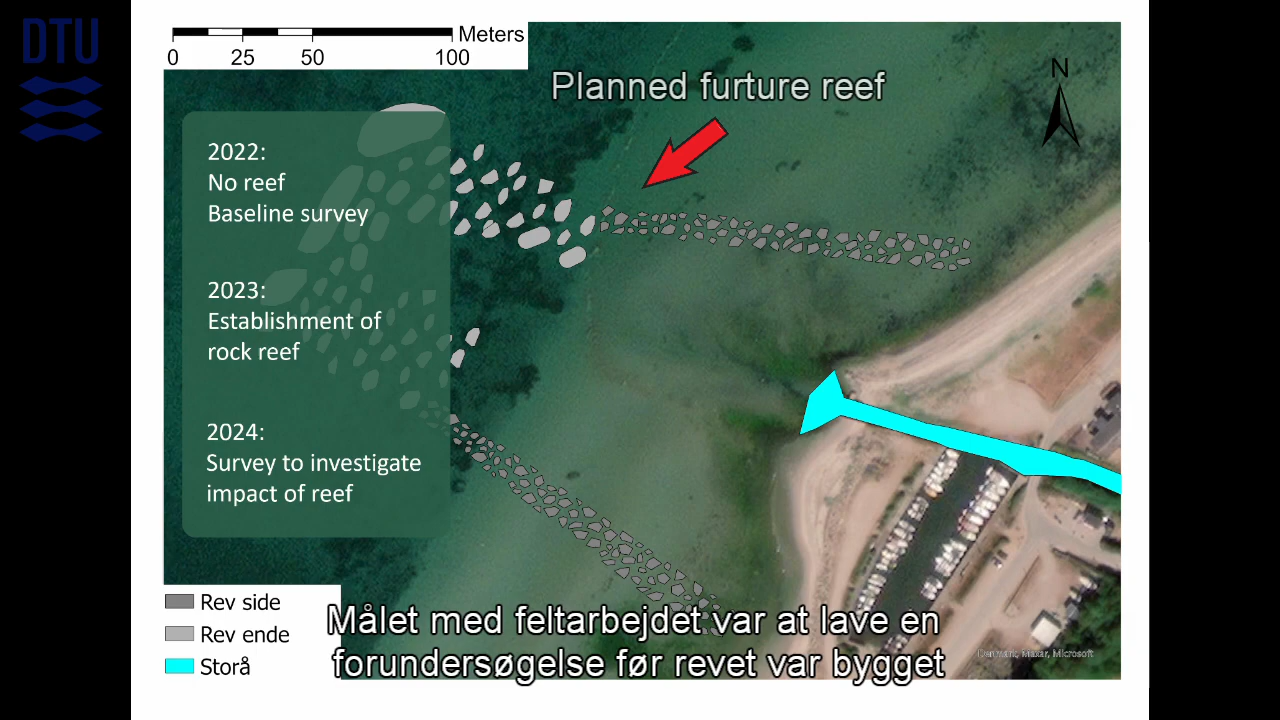 DTU
Meters
0 25 50 100
Planned furture reef
N
2022:
No reef
Baseline survey
2023:
Establishment of
rock reef
2024:
Survey to investigate
impact of reef
Rev side
Rev ende
Storå
Målet med feltarbejdet var at lave en
forundersøgelse før revet var bygget
Maxar, Microsoft